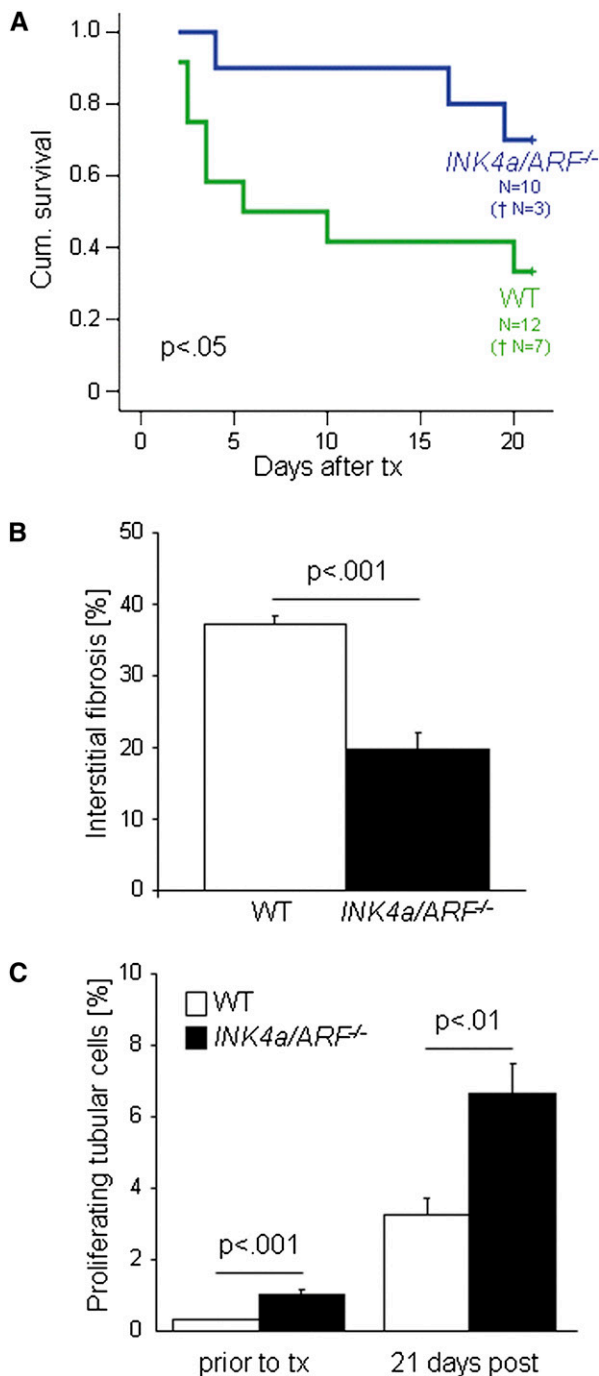 A
Cum. survival
1.0
0.8
0.6
0.4
0.2
0
INK4a/ARF-/-
N=10
(† N=3)
WT
N=12
(† N=7)
p<.05
0 5 10 15 20
Days after tx
B
Interstitial fibrosis [%]
50
40
30
20
10
0
p<.001
WT INK4a/ARF-/-
C
Proliferating tubular cells [%]
10
8
6
4
2
0
WT
INK4a/ARF-/-
p<.01
p<.001
prior to tx 21 days post